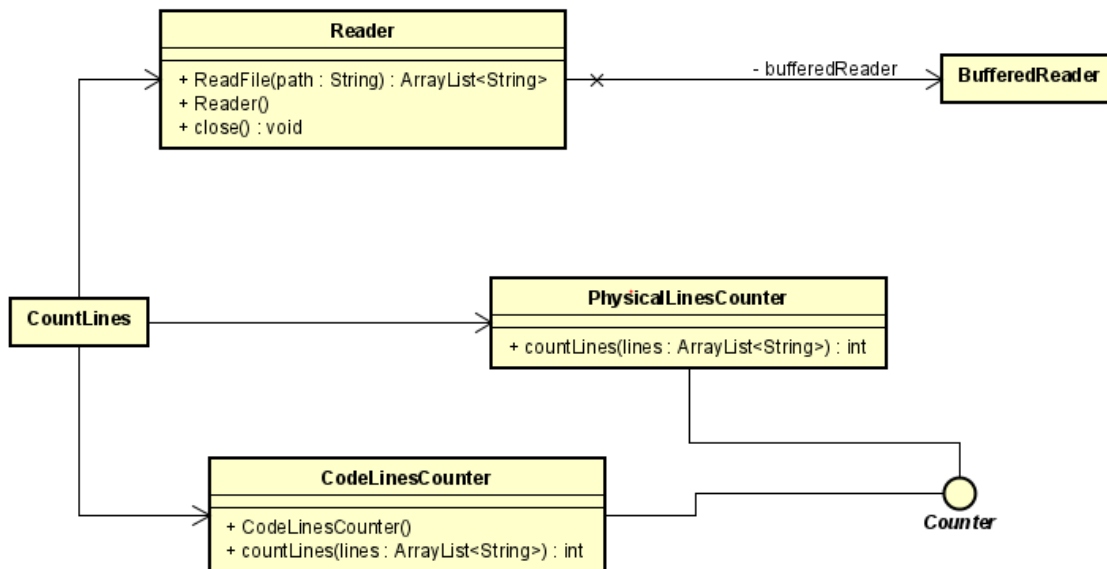 Reader
+ ReadFile(path : String) : ArrayList<String>
+ Reader()
+ close() : void
- bufferedReader
BufferedReader
CountLines
PhysicalLinesCounter
+ countLines(lines : ArrayList<String>) : int
CodeLinesCounter
+ CodeLinesCounter()
+ countLines(lines : ArrayList<String>) : int
Counter